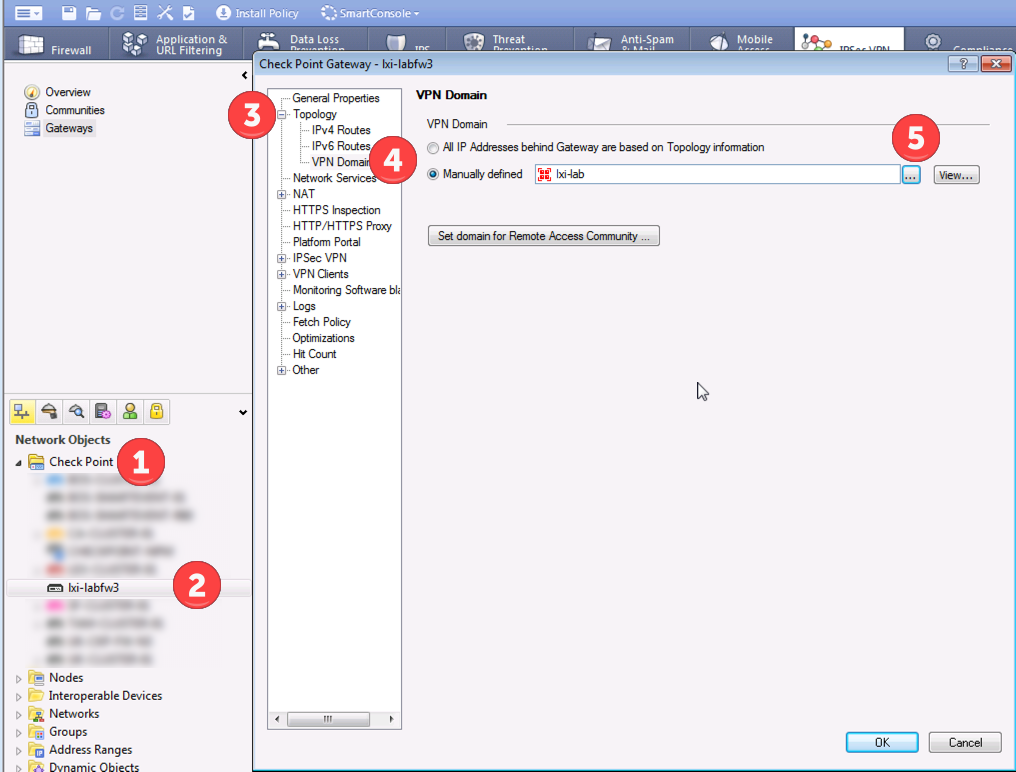 Install Policy
SmartConsole
Firewall
Application &
URL Filtering
Data Loss
Prevention
IPS
Threat
Prevention
Anti-Spam
& Mail
Mobile
Access
IPSec VPN
Compliance
Check Point Gateway - lxi-labfw3
Overview
Communities
Gateways
3
General Properties
Topology
IPv4 Routes
IPv6 Routes
VPN Domain
4
Network Services
NAT
HTTPS Inspection
HTTP/HTTPS Proxy
Platform Portal
IPSec VPN
VPN Clients
Monitoring Software bla
Logs
Fetch Policy
Optimizations
Hit Count
Other
VPN Domain
VPN Domain
5
All IP Addresses behind Gateway are based on Topology information
Manually defined
lxi-lab
...
View...
Set domain for Remote Access Community ...
Network Objects
Check Point
1
lxi-labfw3
2
Nodes
Interoperable Devices
Networks
Groups
Address Ranges
Dynamic Objects
OK
Cancel